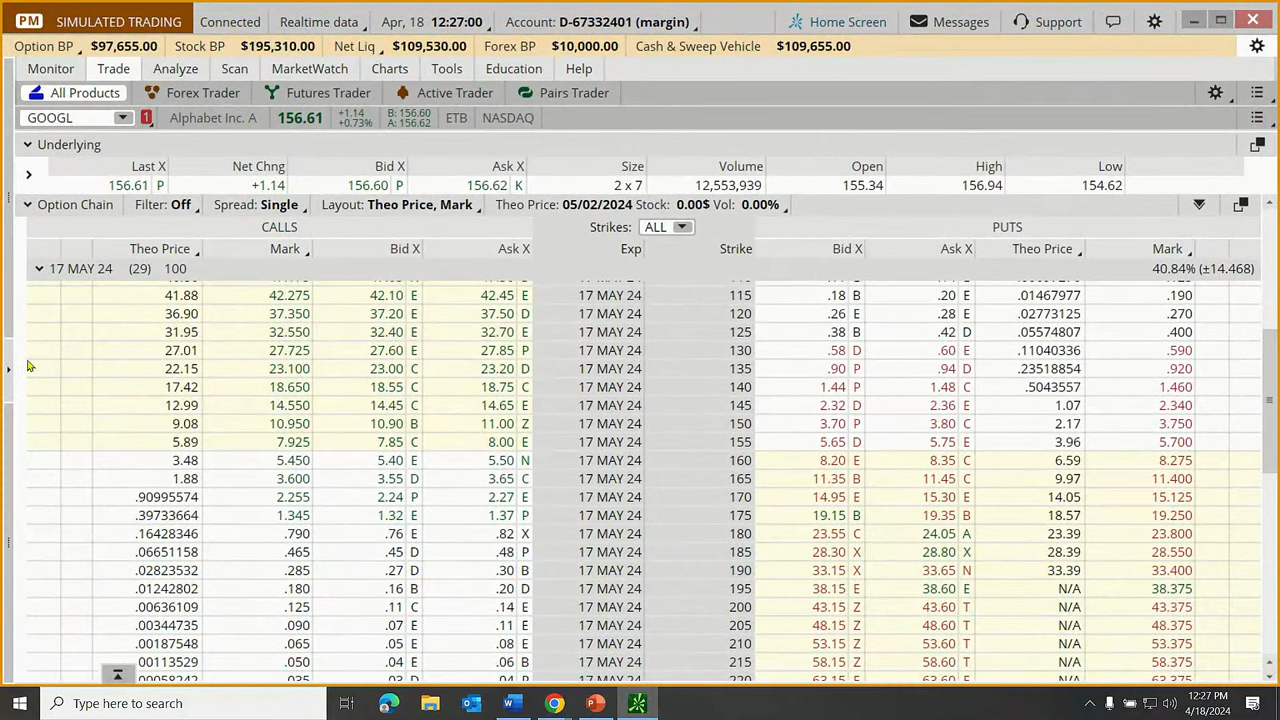 PM SIMULATED TRADING Connected Realtime data Apr, 18 12:27:00 Account: D-67332401 (margin) Home Screen Messages Support
Option BP $97,655.00 Stock BP $195,310.00 Net Liq $109,530.00 Forex BP $10,000.00 Cash & Sweep Vehicle $109,655.00
Monitor Trade Analyze Scan MarketWatch Charts Tools Education Help
All Products Forex Trader Futures Trader Active Trader Pairs Trader
GOOGL 1 Alphabet Inc. A 156.61 +1.14 +0.73% B: 156.60 A: 156.62 ETB NASDAQ
Underlying
Last X Net Chng Bid X Ask X Size Volume Open High Low
156.61 P +1.14 156.60 P 156.62 K 2 x 7 12,553,939 155.34 156.94 154.62
Option Chain Filter: Off Spread: Single Layout: Theo Price, Mark Theo Price: 05/02/2024 Stock: 0.00$ Vol: 0.00%
CALLS Strikes: ALL PUTS
Theo Price Mark Bid X Ask X Exp Strike Bid X Ask X Theo Price Mark
17 MAY 24 (29) 100 40.84% (±14.468)
41.88 42.275 42.10 E 42.45 E 17 MAY 24 115 .18 B .20 E .01467977 .190
36.90 37.350 37.20 E 37.50 D 17 MAY 24 120 .26 E .28 E .02773125 .270
31.95 32.550 32.40 E 32.70 E 17 MAY 24 125 .38 B .42 D .05574807 .400
27.01 27.725 27.60 E 27.85 P 17 MAY 24 130 .58 D .60 E .11040336 .590
22.15 23.100 23.00 C 23.20 D 17 MAY 24 135 .90 P .94 D .23518854 .920
17.42 18.650 18.55 C 18.75 C 17 MAY 24 140 1.44 P 1.48 C .5043557 1.460
12.99 14.550 14.45 C 14.65 E 17 MAY 24 145 2.32 D 2.36 E 1.07 2.340
9.08 10.950 10.90 B 11.00 Z 17 MAY 24 150 3.70 P 3.80 C 2.17 3.750
5.89 7.925 7.85 C 8.00 E 17 MAY 24 155 5.65 D 5.75 E 3.96 5.700
3.48 5.450 5.40 E 5.50 N 17 MAY 24 160 8.20 E 8.35 C 6.59 8.275
1.88 3.600 3.55 D 3.65 C 17 MAY 24 165 11.35 B 11.45 C 9.97 11.400
.90995574 2.255 2.24 P 2.27 E 17 MAY 24 170 14.95 E 15.30 E 14.05 15.125
.39733664 1.345 1.32 E 1.37 P 17 MAY 24 175 19.15 B 19.35 B 18.57 19.250
.16428346 .790 .76 E .82 X 17 MAY 24 180 23.55 C 24.05 A 23.39 23.800
.06651158 .465 .45 D .48 P 17 MAY 24 185 28.30 X 28.80 X 28.39 28.550
.02823532 .285 .27 D .30 B 17 MAY 24 190 33.15 X 33.65 N 33.39 33.400
.01242802 .180 .16 B .20 D 17 MAY 24 195 38.15 E 38.60 E N/A 38.375
.00636109 .125 .11 C .14 E 17 MAY 24 200 43.15 Z 43.60 T N/A 43.375
.00344735 .090 .07 E .11 E 17 MAY 24 205 48.15 Z 48.60 T N/A 48.375
.00187548 .065 .05 E .08 E 17 MAY 24 210 53.15 Z 53.60 T N/A 53.375
.00113529 .050 .04 E .06 B 17 MAY 24 215 58.15 Z 58.60 T N/A 58.375
Type here to search 12:27 PM
4/18/2024